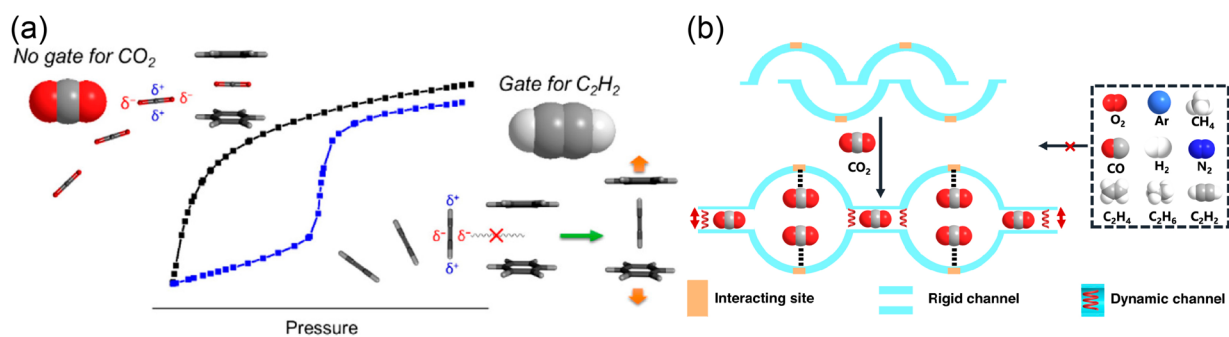 (a)
No gate for CO₂
δ⁺
δ⁻ δ⁻
δ⁺
Gate for C₂H₂
δ⁺
δ⁻ δ⁻
δ⁺
Pressure
(b)
CO₂
O₂ Ar CH₄
CO H₂ N₂
C₂H₄ C₂H₆ C₂H₂
Interacting site
Rigid channel
Dynamic channel